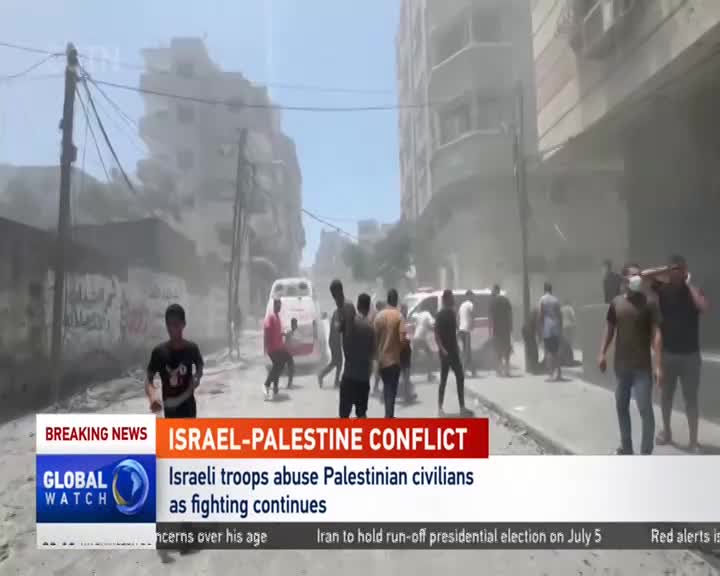 BREAKING NEWS
ISRAEL-PALESTINE CONFLICT
GLOBAL
WATCH
Israeli troops abuse Palestinian civilians
as fighting continues
over his age
Iran to hold run-off presidential election on July 5
Red alerts